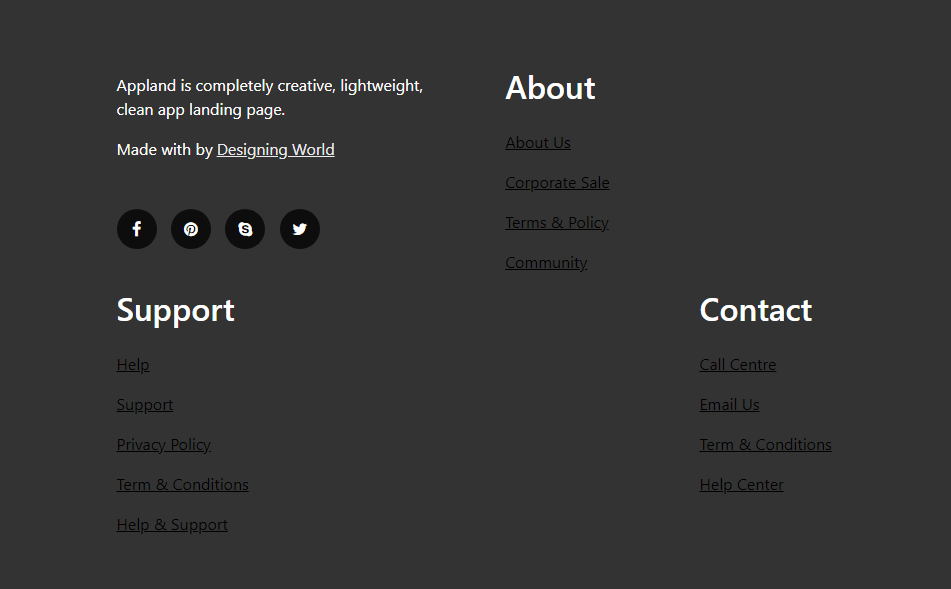 Appland is completely creative, lightweight,
clean app landing page.
Made with by Designing World
About
About Us
Corporate Sale
Terms & Policy
Community
Support
Help
Support
Privacy Policy
Term & Conditions
Help & Support
Contact
Call Centre
Email Us
Term & Conditions
Help Center